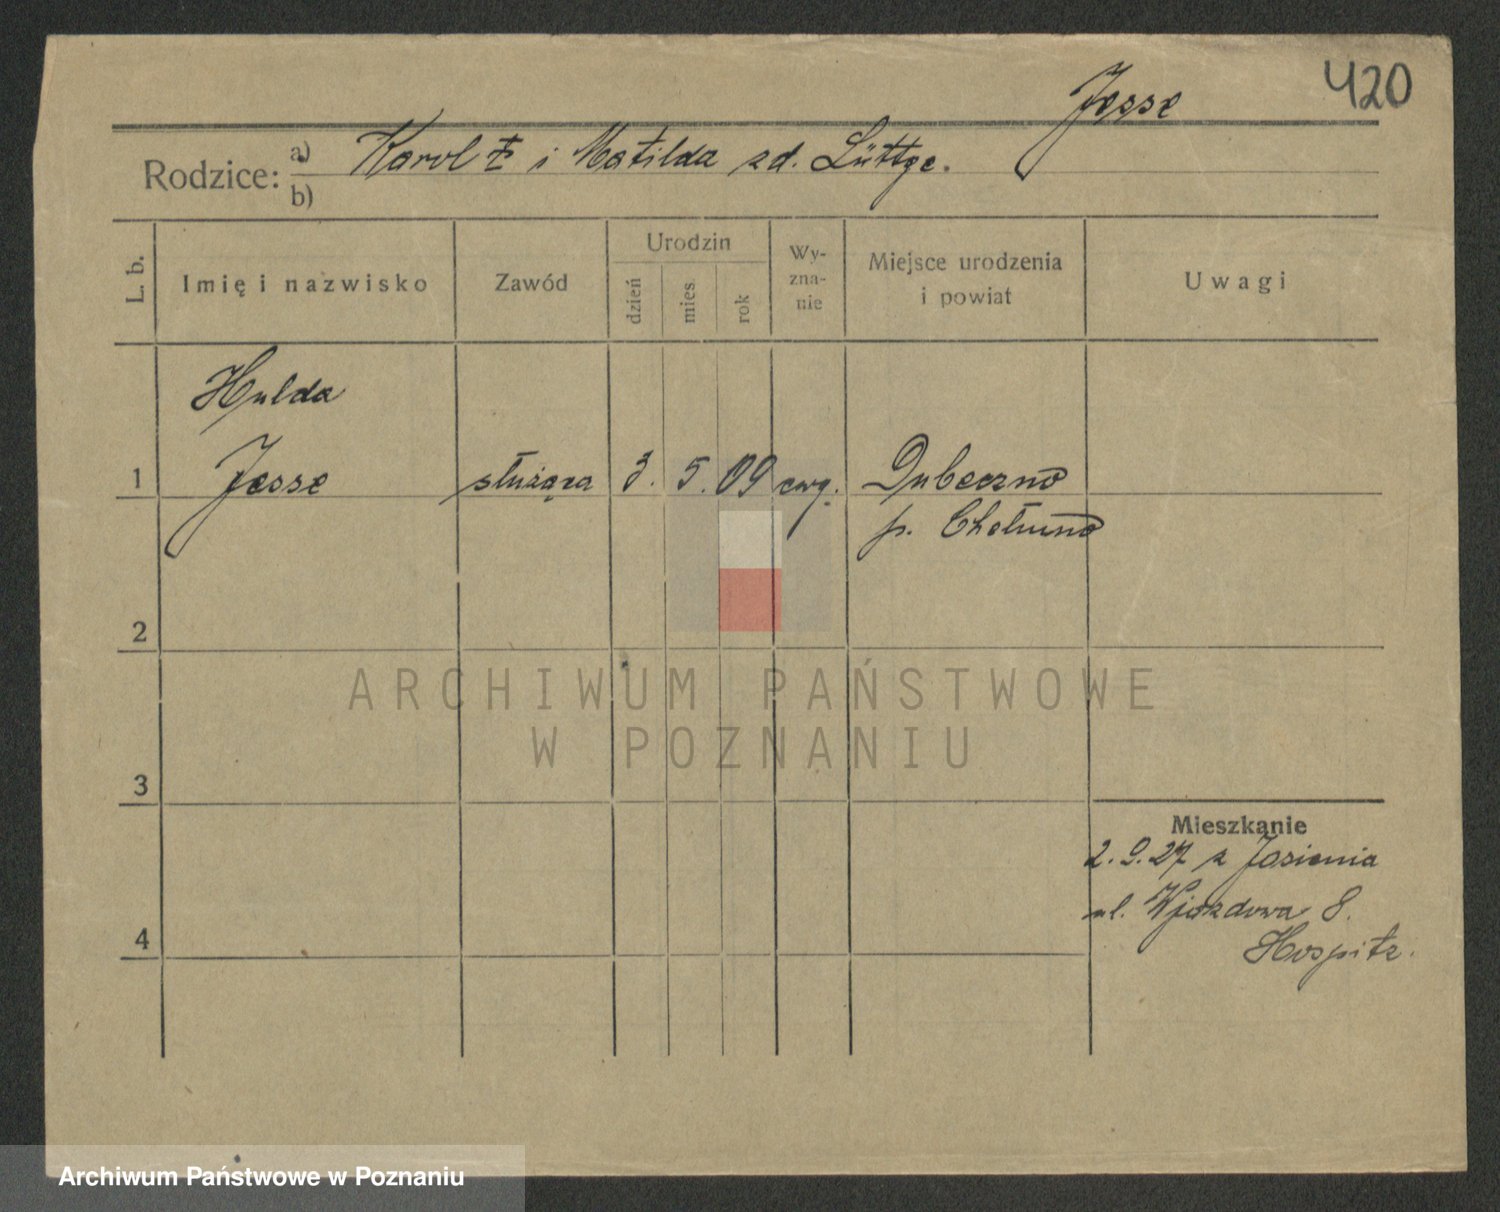 420
Jesse
Rodzice: a) Karol ł i Matilda zd. Lüttge.
b)
L. b. Imię i nazwisko Zawód Urodzin dzień mies. rok Wy-zna-nie Miejsce urodzenia i powiat Uwagi
Hulda
1 Jesse służąca 3. 5. 09 ewg. Dubeczno
p. Chełmno
2
ARCHIWUM PAŃSTWOWE
W POZNANIU
3
Mieszkanie
2.9.27 z Jasienia
ul. Wjazdowa 8.
4
Hospitz.
Archiwum Państwowe w Poznaniu